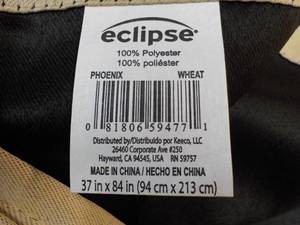 eclipse
100% Polyester
100% poliéster
PHOENIX WHEAT
0 81806 59477 1
Distributed by/Distribuido por Keeco, LLC
26460 Corporate Ave #250
Hayward, CA 94545, USA RN 59757
MADE IN CHINA / HECHO EN CHINA
37 in x 84 in (94 cm x 213 cm)